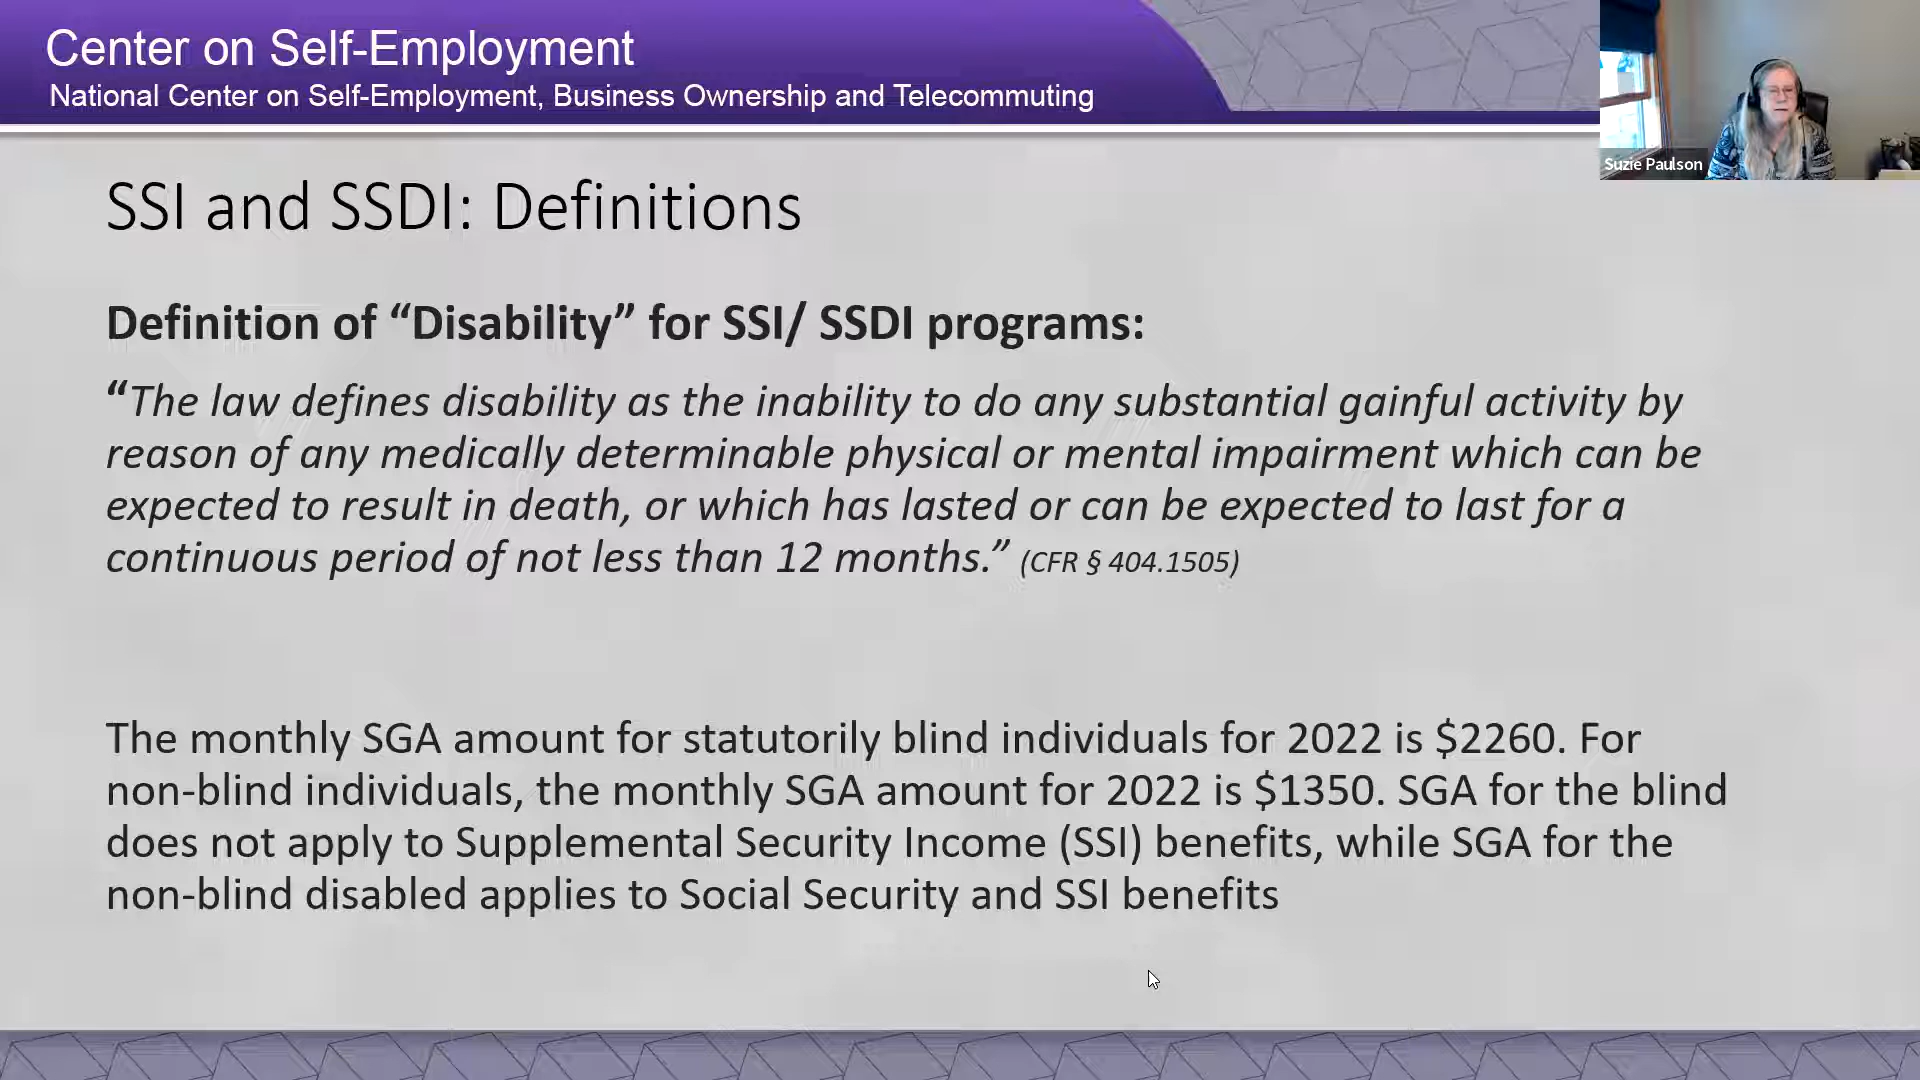 Center on Self-Employment
National Center on Self-Employment, Business Ownership and Telecommuting
Suzie Paulson
SSI and SSDI: Definitions
Definition of “Disability” for SSI/ SSDI programs:
“The law defines disability as the inability to do any substantial gainful activity by
reason of any medically determinable physical or mental impairment which can be
expected to result in death, or which has lasted or can be expected to last for a
continuous period of not less than 12 months.” (CFR § 404.1505)
The monthly SGA amount for statutorily blind individuals for 2022 is $2260. For
non-blind individuals, the monthly SGA amount for 2022 is $1350. SGA for the blind
does not apply to Supplemental Security Income (SSI) benefits, while SGA for the
non-blind disabled applies to Social Security and SSI benefits